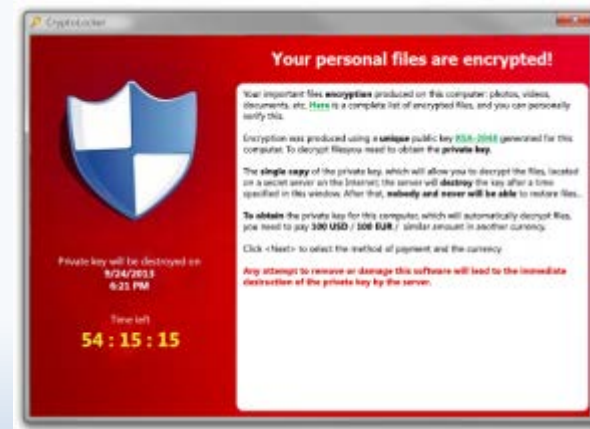 CryptoLocker
Your personal files are encrypted!
Your important files encryption produced on this computer: photos, videos,
documents, etc. Here is a complete list of encrypted files, and you can personally
verify this.
Encryption was produced using a unique public key RSA-2048 generated for this
computer. To decrypt files you need to obtain the private key.
The single copy of the private key, which will allow you to decrypt the files, located
on a secret server on the Internet; the server will destroy the key after a time
specified in this window. After that, nobody and never will be able to restore files...
To obtain the private key for this computer, which will automatically decrypt files,
you need to pay 100 USD / 100 EUR / similar amount in another currency.
Click «Next» to select the method of payment and the currency.
Any attempt to remove or damage this software will lead to the immediate
destruction of the private key by the server.
Private key will be destroyed on
9/24/2013
6:21 PM
Time left
54 : 15 : 15